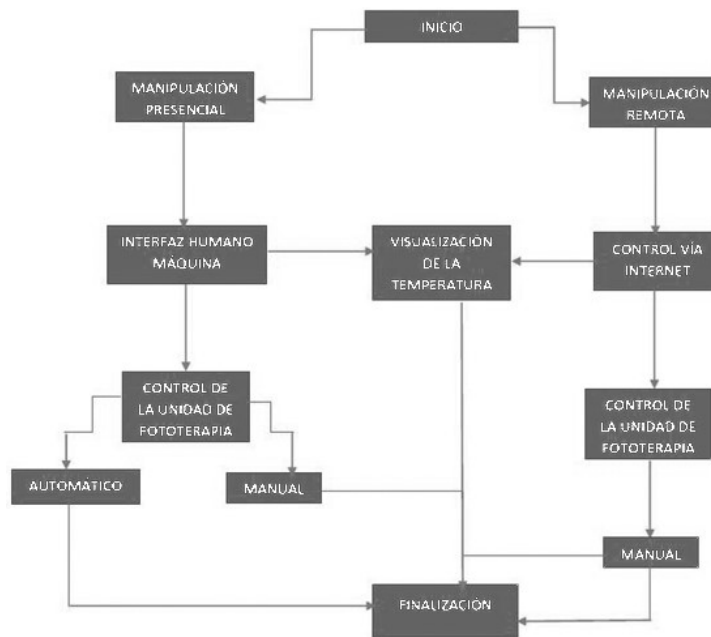 INICIO
MANIPULACIÓN
PRESENCIAL
MANIPULACIÓN
REMOTA
INTERFAZ HUMANO
MÁQUINA
VISUALIZACIÓN
DE LA
TEMPERATURA
CONTROL VÍA
INTERNET
CONTROL DE
LA UNIDAD DE
FOTOTERAPIA
CONTROL DE
LA UNIDAD DE
FOTOTERAPIA
AUTOMÁTICO
MANUAL
MANUAL
FINALIZACIÓN